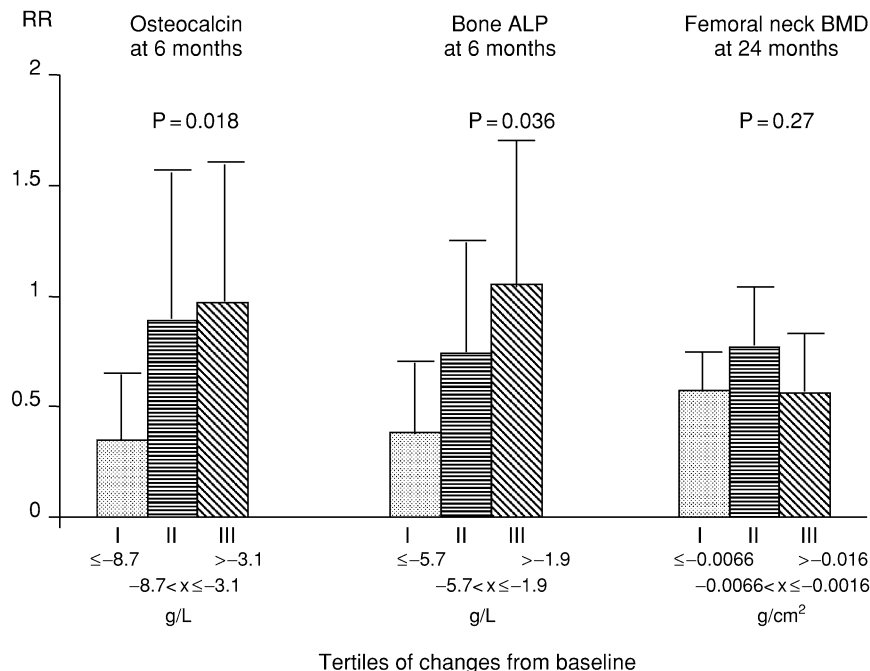 RR
Osteocalcin
at 6 months
Bone ALP
at 6 months
Femoral neck BMD
at 24 months
2
P = 0.018
P = 0.036
P = 0.27
1.5
1
0.5
0
I II III
I II III
I II III
≤−8.7 >−3.1
−8.7< x≤−3.1
g/L
≤−5.7 >−1.9
−5.7< x≤−1.9
g/L
≤−0.0066 >−0.016
−0.0066< x≤−0.0016
g/cm²
Tertiles of changes from baseline